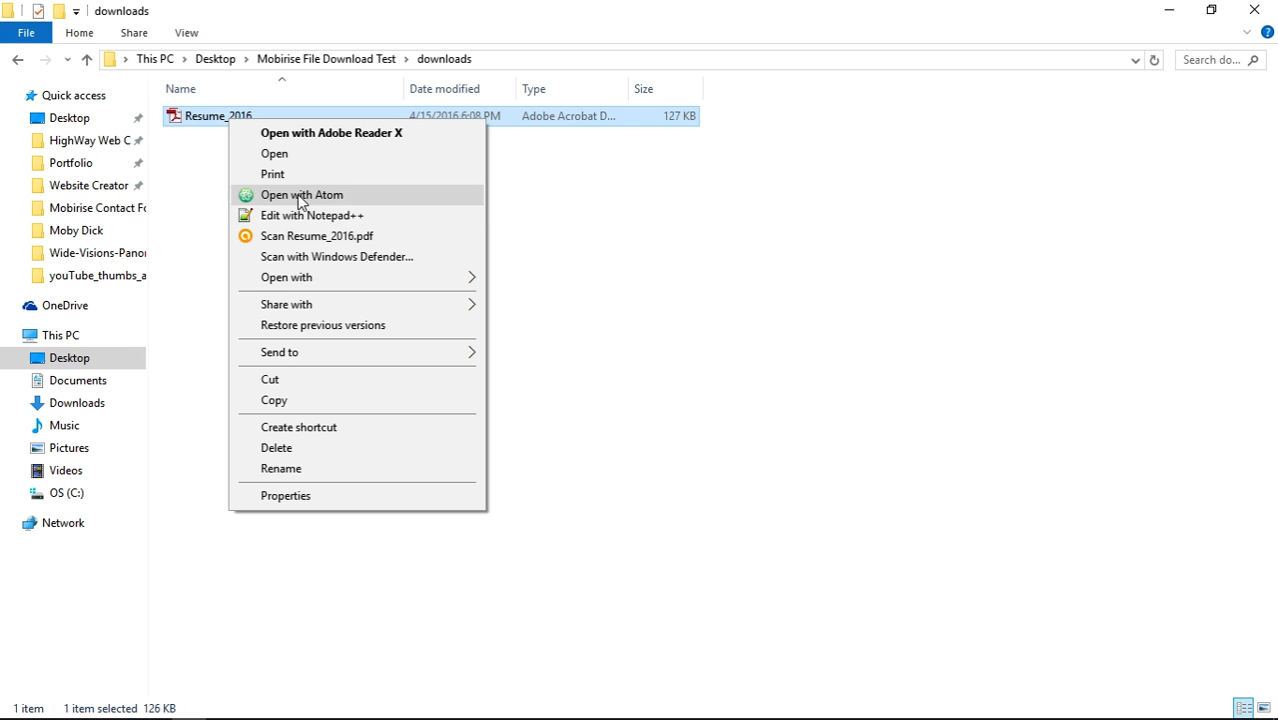 downloads
File Home Share View
This PC Desktop Mobirise File Download Test downloads
Search do...
Name Date modified Type Size
Resume_2016 4/15/2016 6:08 PM Adobe Acrobat D... 127 KB
Quick access
Desktop
HighWay Web C
Portfolio
Website Creator
Mobirise Contact Fo
Moby Dick
Wide-Visions-Panor
youTube_thumbs_a
OneDrive
This PC
Desktop
Documents
Downloads
Music
Pictures
Videos
OS (C:)
Network
Open with Adobe Reader X
Open
Print
Open with Atom
Edit with Notepad++
Scan Resume_2016.pdf
Scan with Windows Defender...
Open with
Share with
Restore previous versions
Send to
Cut
Copy
Create shortcut
Delete
Rename
Properties
1 item 1 item selected 126 KB